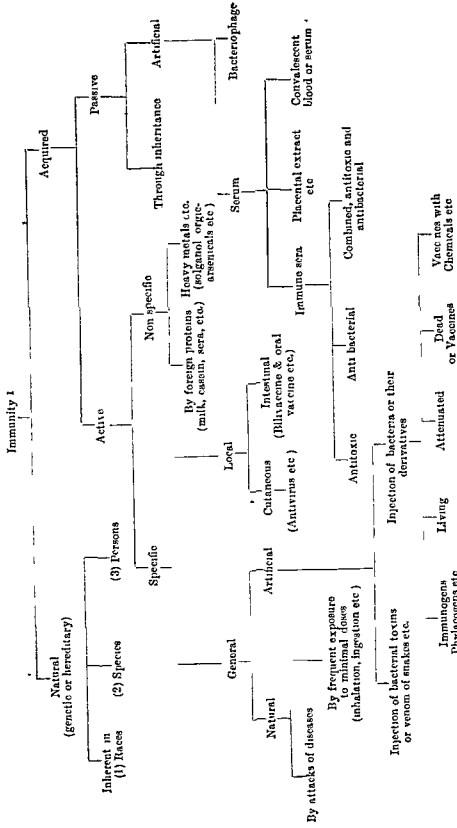 Immunity I
Natural
(genetic or hereditary)
Acquired
Inherent in
(1) Races
(2) Species
(3) Persons
Active
Passive
Specific
Non specific
Through inheritance
Artificial
By foreign proteins
(milk, casein, sera, etc.)
Heavy metals etc.
(solganol orgic-
arsenicals etc )
Bacteriophage
General
Local
Serum
Natural
Artificial
Cutaneous
(Antivirus etc )
Intestinal
(Bilivaccine & oral
vaccine etc.)
Immune sera
Placental extract
etc
Convalescent
blood or serum
By attacks of diseases
By frequent exposure
to minimal doses
(inhalation, ingestion etc )
Antitoxic
Anti bacterial
Combined, antitoxic and
antibacterial
Injection of bacterial toxins
or venom of snakes etc.
Injection of bacteria or their
derivatives
Immunogens
Phylacogens etc
Living
Attenuated
Dead
or Vaccines
Vacc nes with
Chemicals etc